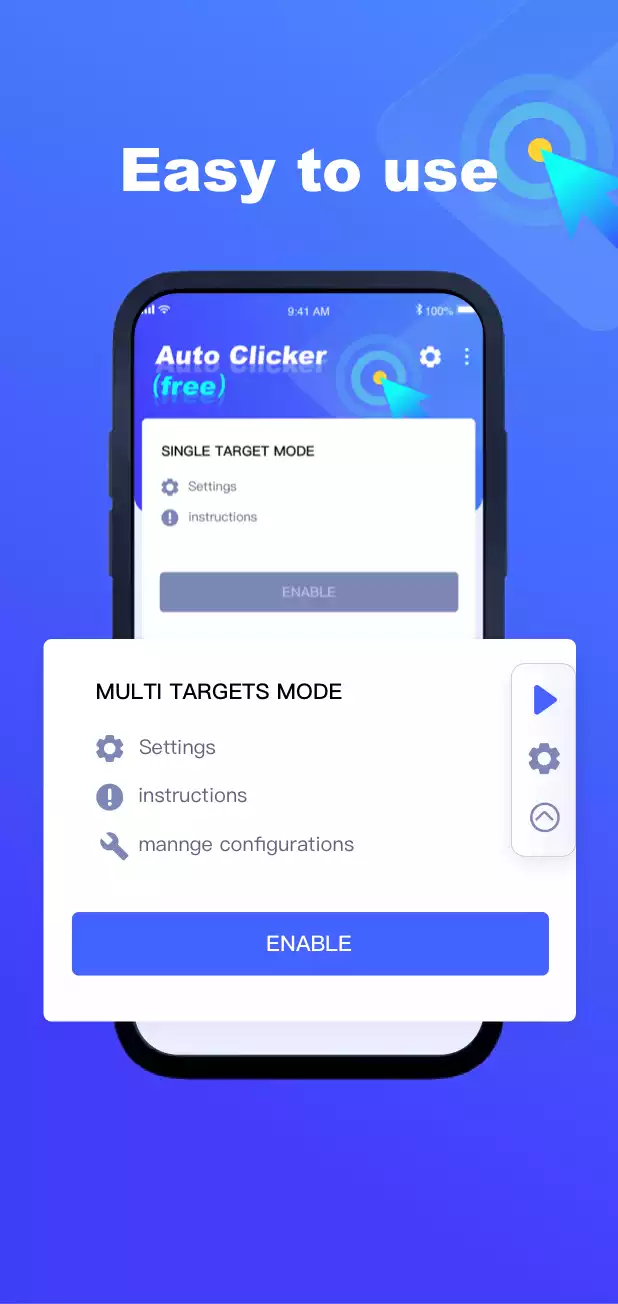 Easy to use
9:41 AM
100%
Auto Clicker
(free)
SINGLE TARGET MODE
Settings
instructions
ENABLE
MULTI TARGETS MODE
Settings
instructions
mannge configurations
ENABLE